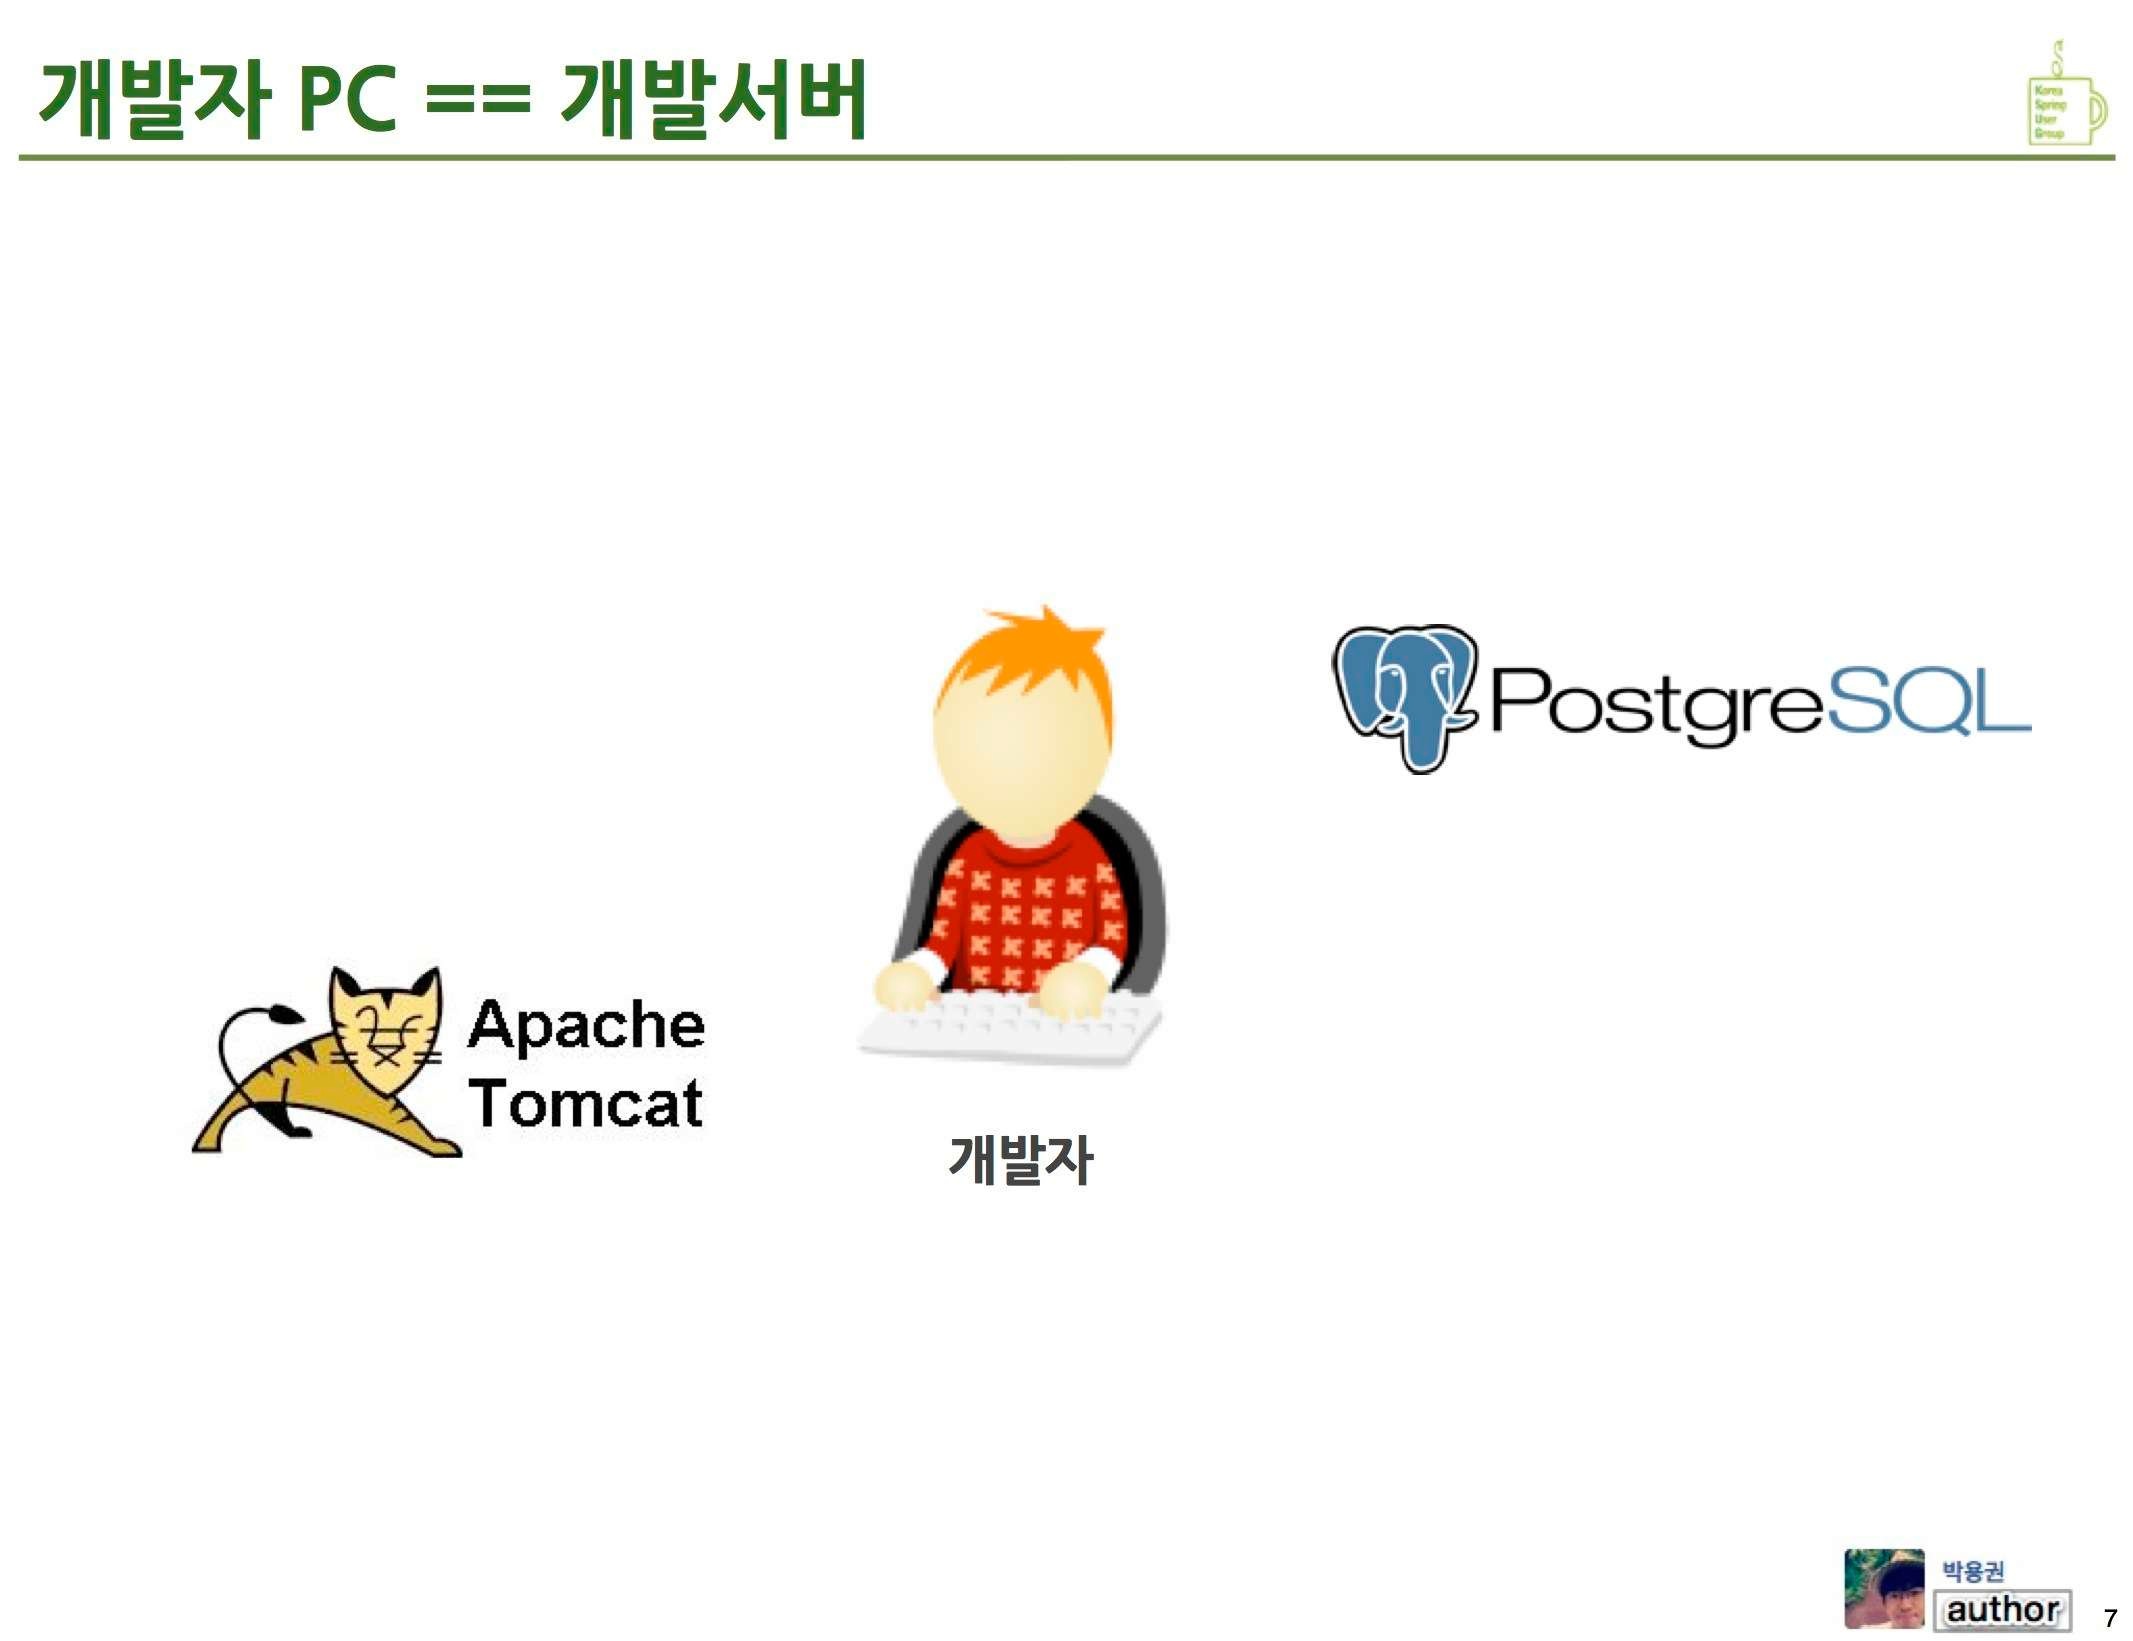 개발자 PC == 개발서버
Korea
Spring
User
Group
PostgreSQL
Apache
Tomcat
개발자
박용권
author
7